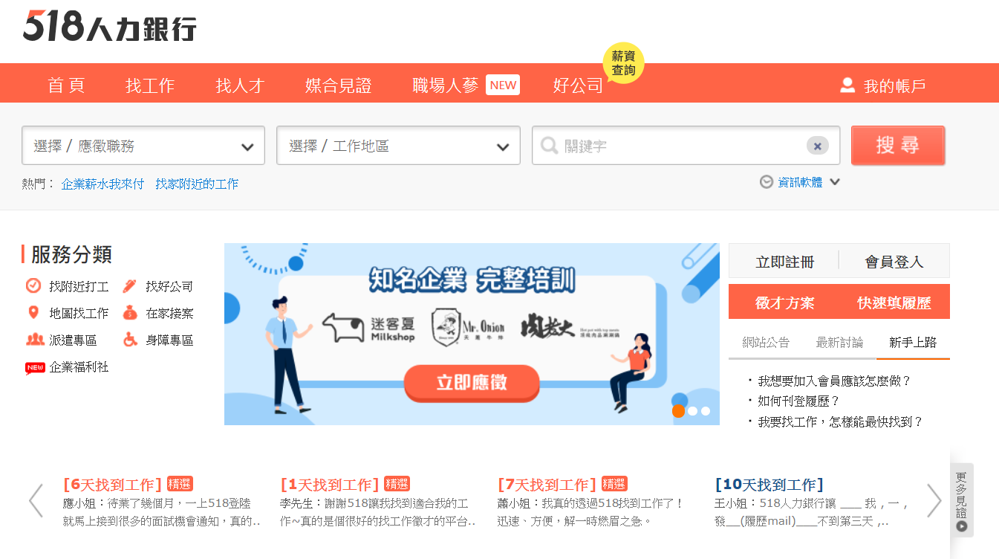 518人力銀行
薪資
查詢
首頁 找工作 找人才 媒合見證 職場人蔘 NEW 好公司 我的帳戶
選擇 / 應徵職務 選擇 / 工作地區 關鍵字 搜尋
熱門： 企業薪水我來付 找家附近的工作 資訊軟體
服務分類
找附近打工 找好公司
地圖找工作 在家接案
派遣專區 身障專區
NEW 企業福利社
知名企業 完整培訓
迷客夏
Milkshop
Mr. Onion
天蔥牛排
肉老大
立即應徵
立即註冊 會員登入
徵才方案 快速填履歷
網站公告 最新討論 新手上路
・我想要加入會員應該怎麼做？
・如何刊登履歷？
・我要找工作，怎樣能最快找到？
[6天找到工作] 精選
應小姐：待業了幾個月，一上518登陸
就馬上接到很多的面試機會通知，真的..
[1天找到工作] 精選
李先生：謝謝518讓我找到適合我的工
作~真的是個很好的找工作徵才的平台..
[7天找到工作] 精選
蕭小姐：我真的透過518找到工作了！
迅速、方便，解一時燃眉之急。
[10天找到工作]
王小姐：518人力銀行讓 ___ 我，一，
發__(履歷mail)___不到第三天，..
更多見證